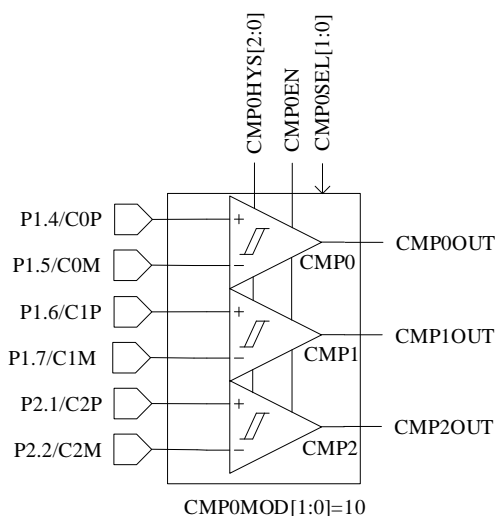 CMP0HYS[2:0]
CMP0EN
CMP0SEL[1:0]
P1.4/C0P
+
P1.5/C0M
−
CMP0
CMP0OUT
P1.6/C1P
+
P1.7/C1M
−
CMP1
CMP1OUT
P2.1/C2P
+
P2.2/C2M
−
CMP2
CMP2OUT
CMP0MOD[1:0]=10